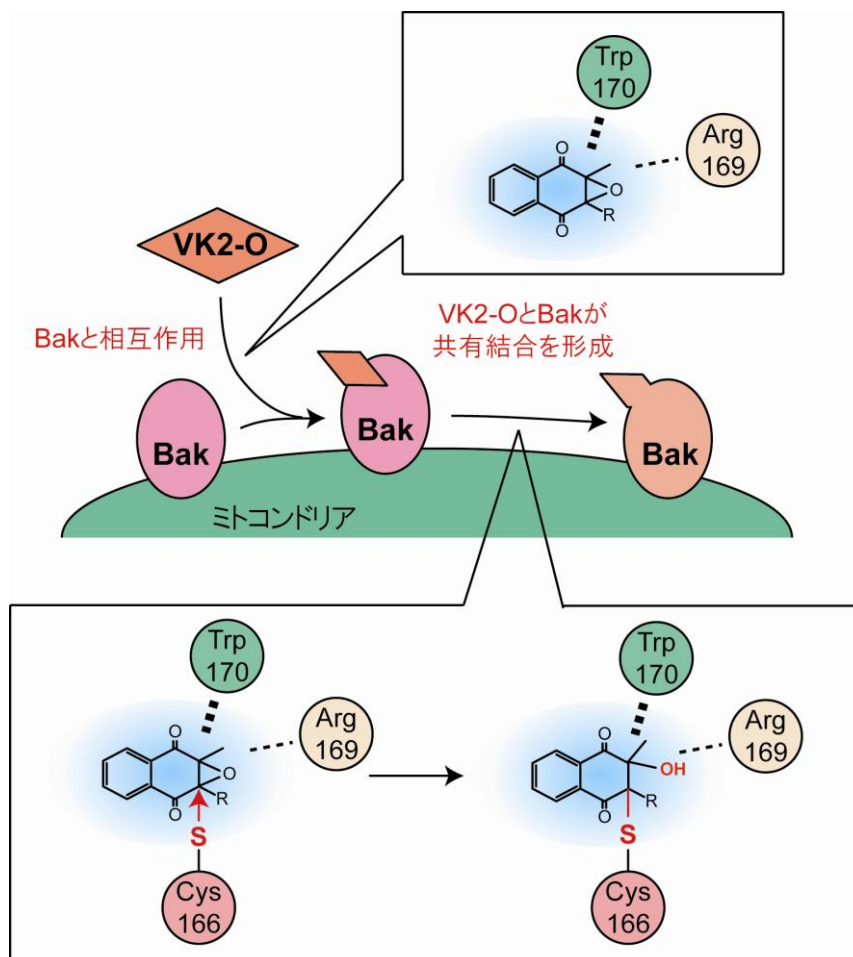 Trp
170
Arg
169
O
O
O
R
VK2-O
Bakと相互作用
VK2-OとBakが
共有結合を形成
Bak
Bak
Bak
ミトコンドリア
Trp
170
Arg
169
O
O
O
R
S
Cys
166
Trp
170
Arg
169
O
OH
O
R
S
Cys
166